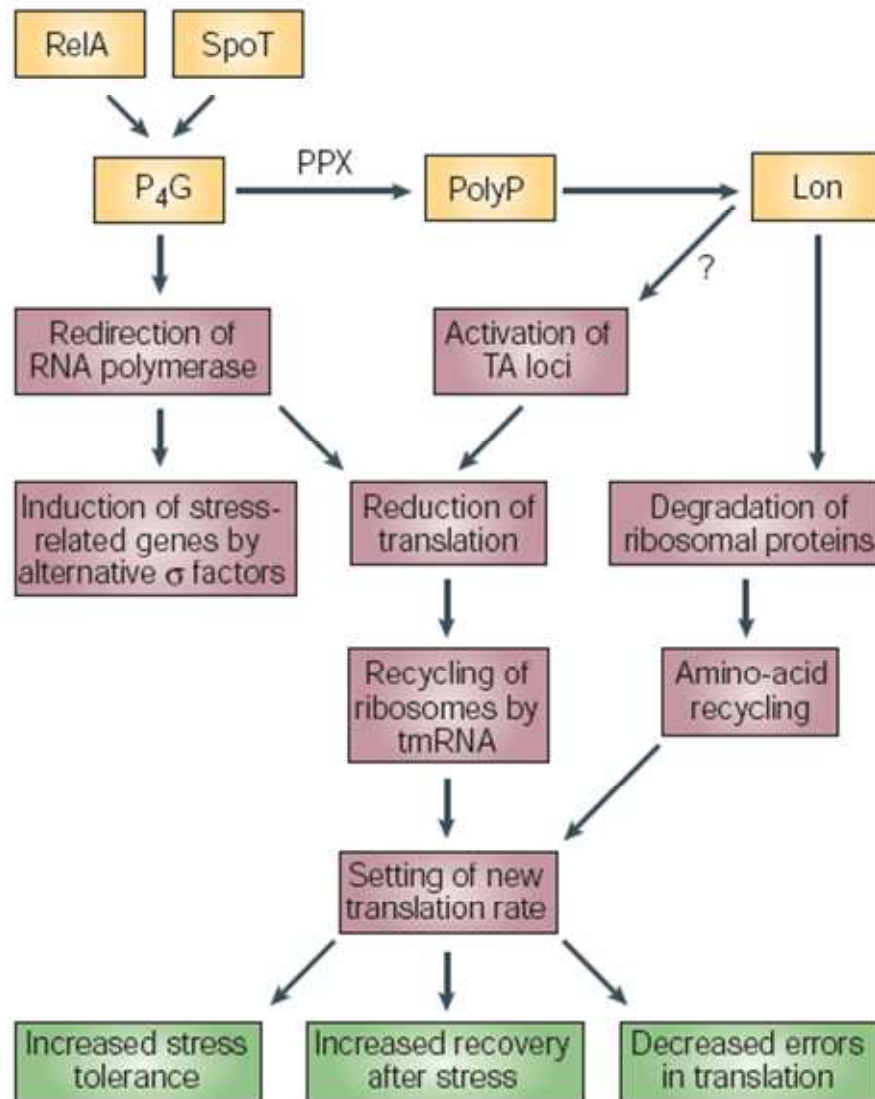 RelA
SpoT
P₄G
PPX
PolyP
Lon
?
Redirection of
RNA polymerase
Activation of
TA loci
Induction of stress-
related genes by
alternative σ factors
Reduction of
translation
Degradation of
ribosomal proteins
Recycling of
ribosomes by
tmRNA
Amino-acid
recycling
Setting of new
translation rate
Increased stress
tolerance
Increased recovery
after stress
Decreased errors
in translation